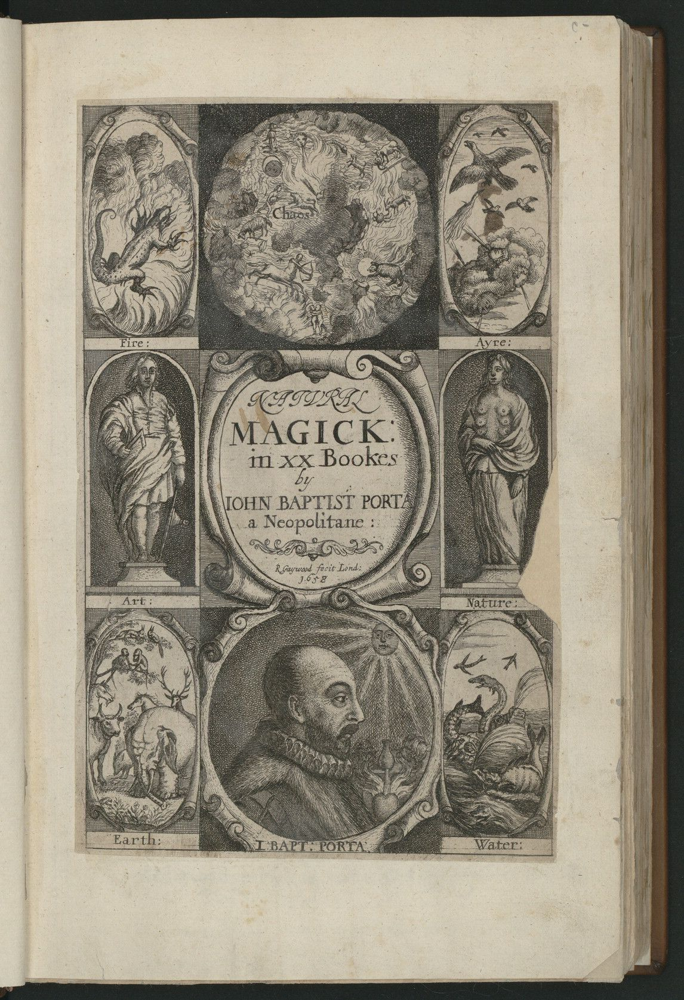 Chaos
Fire:
Ayre:
NATVRAL
MAGICK:
in XX Bookes
by
IOHN BAPTIST PORTA
a Neopolitane:
R. Gaywood fecit Lond:
1658
Art:
Nature:
Earth:
I. BAPT: PORTA.
Water: